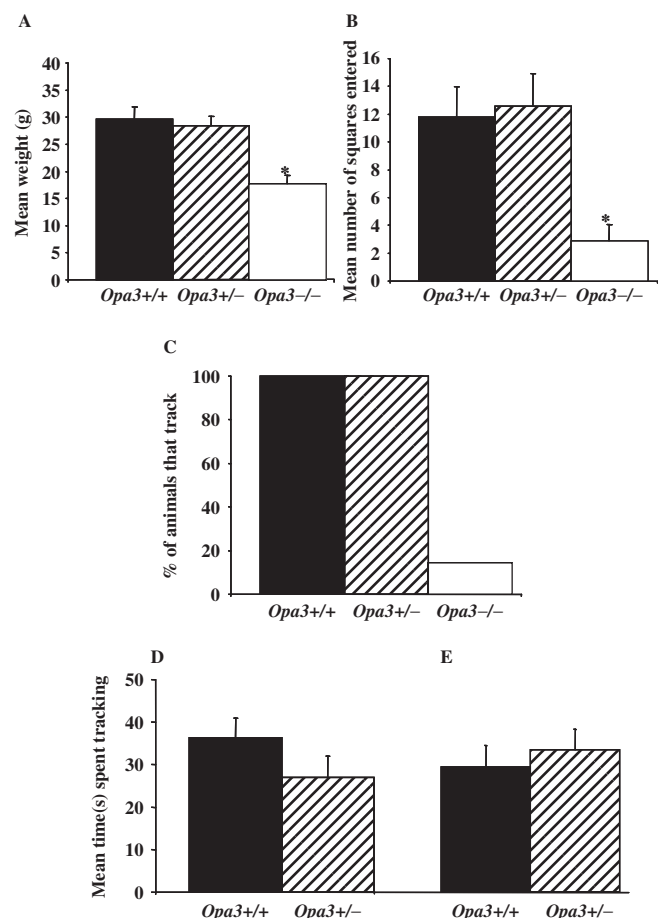 A
Mean weight (g)
40
35
30
25
20
15
10
5
0
*
Opa3+/+ Opa3+/− Opa3−/−
B
Mean number of squares entered
16
14
12
10
8
6
4
2
0
*
Opa3+/+ Opa3+/− Opa3−/−
C
% of animals that track
100
80
60
40
20
0
Opa3+/+ Opa3+/− Opa3−/−
D
E
Mean time(s) spent tracking
50
40
30
20
10
0
Opa3+/+ Opa3+/− Opa3+/+ Opa3+/−